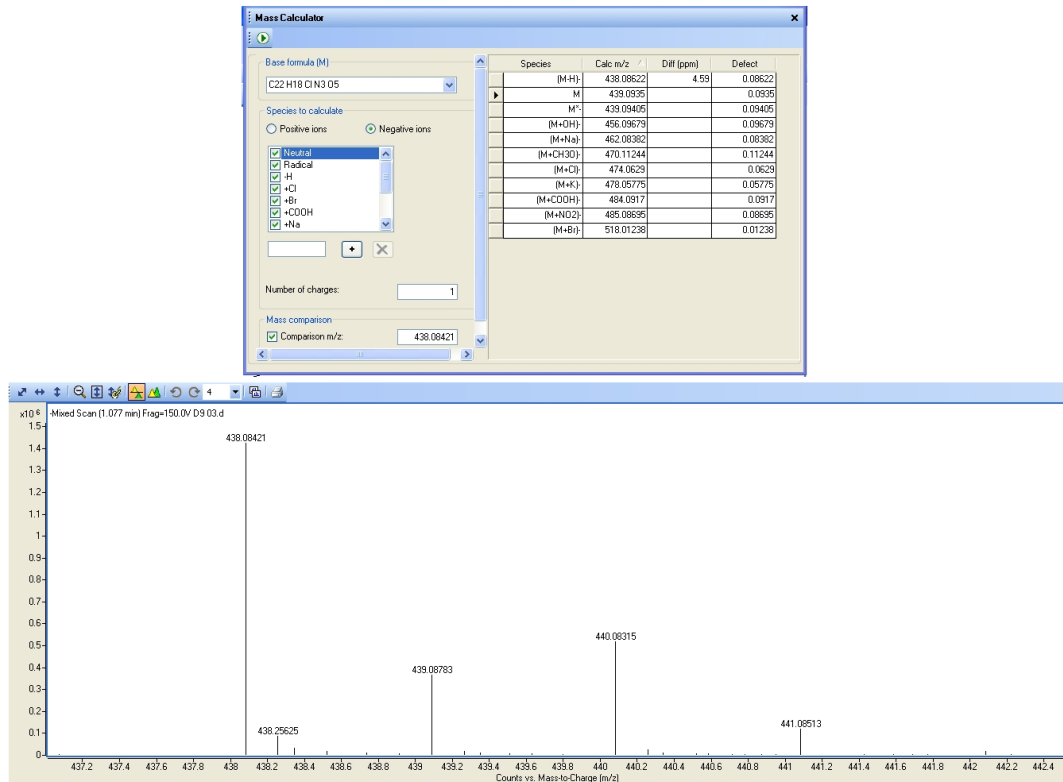 Mass Calculator
Base formula (M)
C22 H18 Cl N3 O5
Species to calculate
Positive ions Negative ions
Neutral
Radical
-H
+Cl
+Br
+COOH
+Na
Number of charges: 1
Mass comparison
Comparison m/z: 438.08421
Species Calc m/z Diff (ppm) Defect
(M-H)- 438.08622 4.59 0.08622
M 439.0935 0.0935
M*- 439.09405 0.09405
(M+OH)- 456.09679 0.09679
(M+Na)- 462.08382 0.08382
(M+CH3O)- 470.11244 0.11244
(M+Cl)- 474.0629 0.0629
(M+K)- 478.05775 0.05775
(M+COOH)- 484.0917 0.0917
(M+NO2)- 485.08695 0.08695
(M+Br)- 518.01238 0.01238
4
x10 6 -Mixed Scan (1.077 min) Frag=150.0V D9 03.d
1.5
438.08421
1.4
1.3
1.2
1.1
1
0.9
0.8
0.7
0.6
440.08315
0.5
0.4
439.08783
0.3
0.2
441.08513
438.25625
0.1
0
437.2 437.4 437.6 437.8 438 438.2 438.4 438.6 438.8 439 439.2 439.4 439.6 439.8 440 440.2 440.4 440.6 440.8 441 441.2 441.4 441.6 441.8 442 442.2 442.4
Counts vs. Mass-to-Charge (m/z)